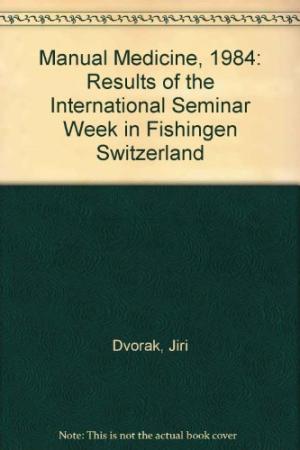 Manual Medicine, 1984:
Results of the
International Seminar
Week in Fishingen
Switzerland
Dvorak, Jiri
Note: This is not the actual book cover